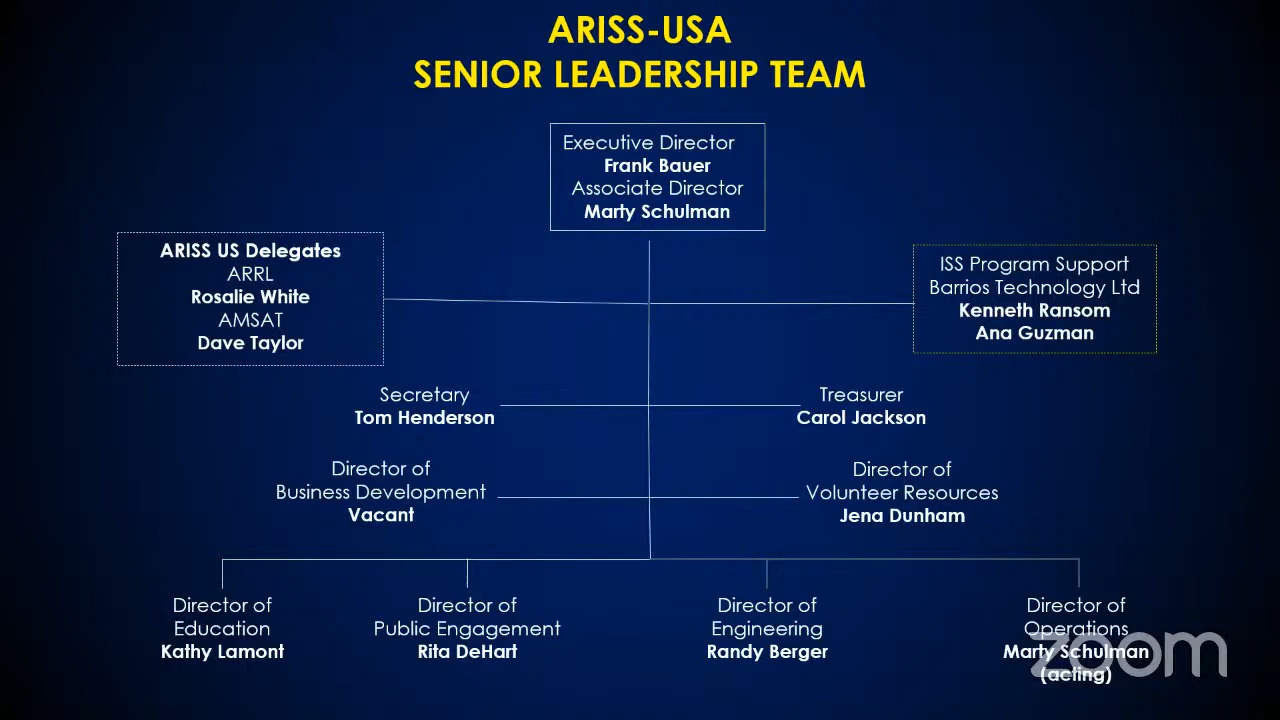 ARISS-USA
SENIOR LEADERSHIP TEAM
Executive Director
Frank Bauer
Associate Director
Marty Schulman
ARISS US Delegates
ARRL
Rosalie White
AMSAT
Dave Taylor
ISS Program Support
Barrios Technology Ltd
Kenneth Ransom
Ana Guzman
Secretary
Tom Henderson
Treasurer
Carol Jackson
Director of
Business Development
Vacant
Director of
Volunteer Resources
Jena Dunham
Director of
Education
Kathy Lamont
Director of
Public Engagement
Rita DeHart
Director of
Engineering
Randy Berger
Director of
Operations
Marty Schulman
(acting)
zoom